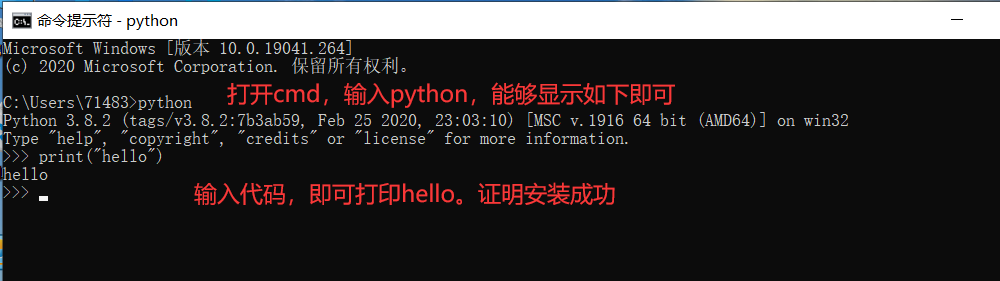 命令提示符 - python
Microsoft Windows [版本 10.0.19041.264]
(c) 2020 Microsoft Corporation. 保留所有权利。
C:\Users\71483>python
打开cmd，输入python，能够显示如下即可
Python 3.8.2 (tags/v3.8.2:7b3ab59, Feb 25 2020, 23:03:10) [MSC v.1916 64 bit (AMD64)] on win32
Type "help", "copyright", "credits" or "license" for more information.
>>> print("hello")
hello
>>>
输入代码，即可打印hello。证明安装成功